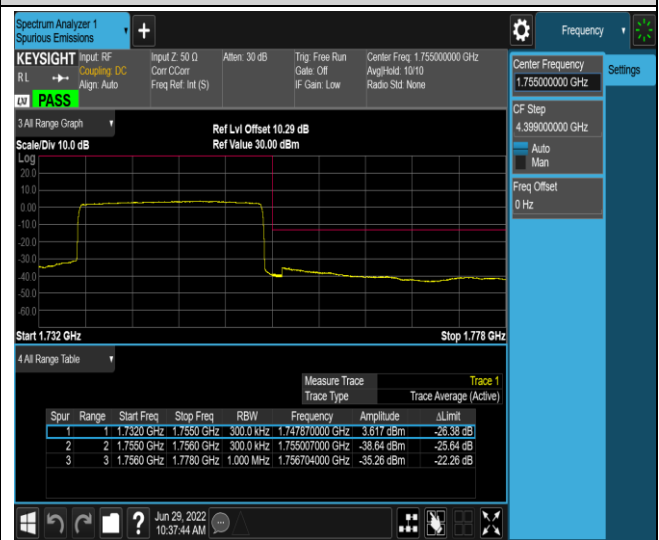 Spectrum Analyzer 1
Spurious Emissions
+
Frequency
KEYSIGHT Input: RF Input Z: 50 Ω Atten: 30 dB Trig: Free Run Center Freq: 1.755000000 GHz
RL Coupling: DC Corr CCorr Gate: Off Avg|Hold: 10/10
Align: Auto Freq Ref: Int (S) IF Gain: Low Radio Std: None
LXI PASS
Center Frequency
1.755000000 GHz
Settings
CF Step
4.399000000 GHz
Auto
Man
Freq Offset
0 Hz
3 All Range Graph
Ref Lvl Offset 10.29 dB
Scale/Div 10.0 dB Ref Value 30.00 dBm
Log
20.0
10.0
0.00
-10.0
-20.0
-30.0
-40.0
-50.0
-60.0
Start 1.732 GHz Stop 1.778 GHz
4 All Range Table
Measure Trace Trace 1
Trace Type Trace Average (Active)
Spur Range Start Freq Stop Freq RBW Frequency Amplitude ΔLimit
1 1 1.7320 GHz 1.7550 GHz 300.0 kHz 1.747870000 GHz 3.617 dBm -26.38 dB
2 2 1.7550 GHz 1.7560 GHz 300.0 kHz 1.755007000 GHz -38.64 dBm -25.64 dB
3 3 1.7560 GHz 1.7780 GHz 1.000 MHz 1.756704000 GHz -35.26 dBm -22.26 dB
? Jun 29, 2022
10:37:44 AM